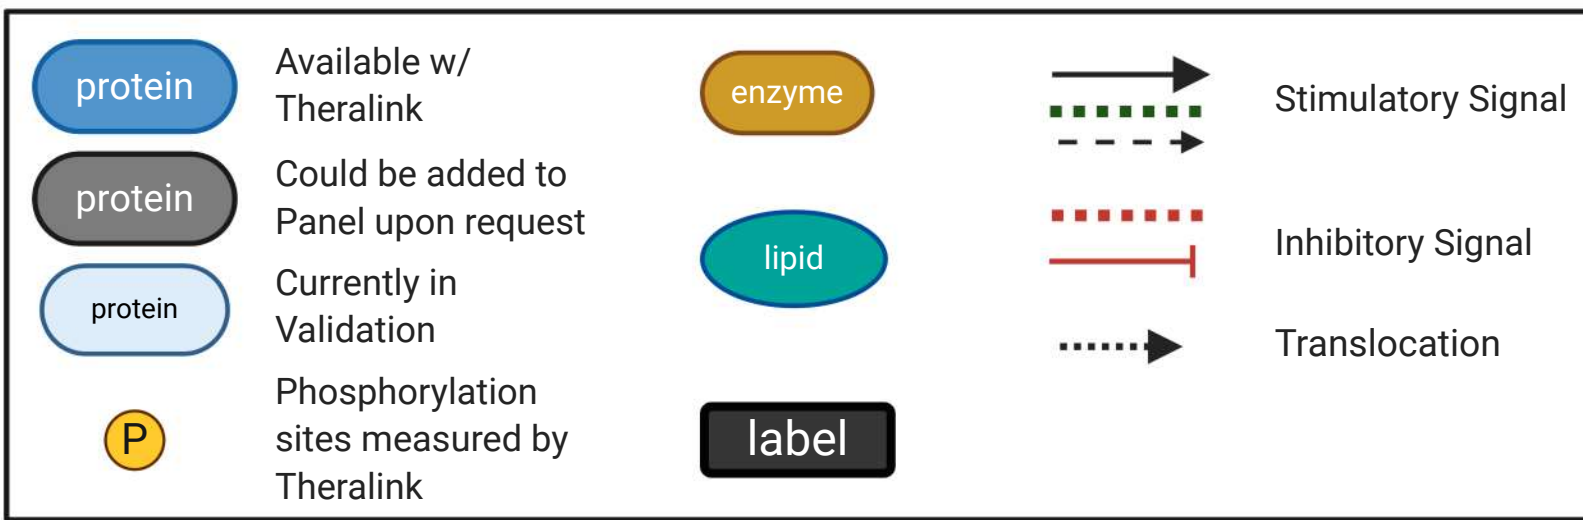 protein
Available w/
Theralink
protein
Could be added to
Panel upon request
protein
Currently in
Validation
P
Phosphorylation
sites measured by
Theralink
enzyme
lipid
label
Stimulatory Signal
Inhibitory Signal
Translocation